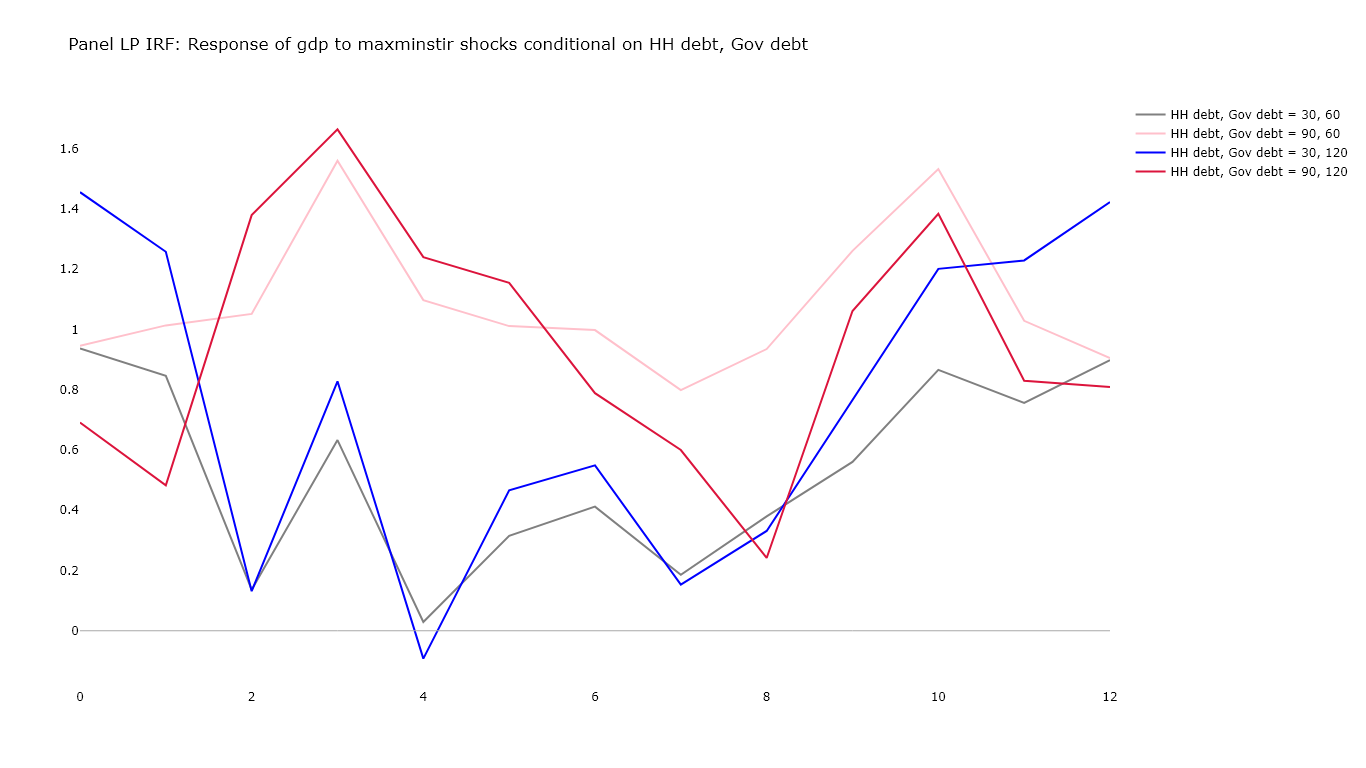 Panel LP IRF: Response of gdp to maxminstir shocks conditional on HH debt, Gov debt
HH debt, Gov debt = 30, 60
HH debt, Gov debt = 90, 60
HH debt, Gov debt = 30, 120
HH debt, Gov debt = 90, 120
1.6
1.4
1.2
1
0.8
0.6
0.4
0.2
0
0 2 4 6 8 10 12